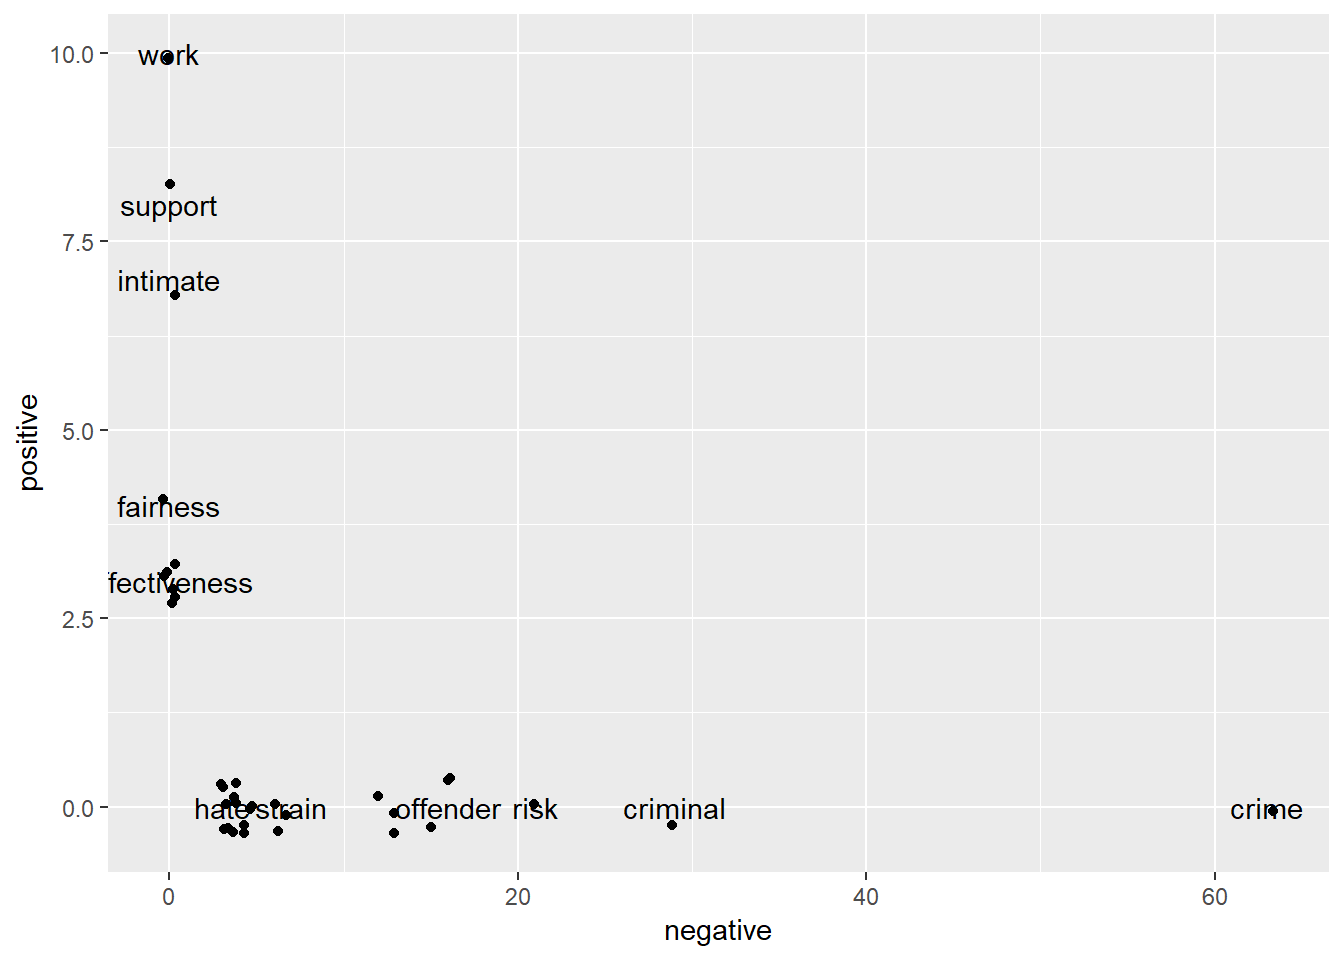 10.0
7.5
5.0
2.5
0.0
positive
work
support
intimate
fairness
ffectiveness
hate strain offender risk criminal crime
0 20 40 60
negative